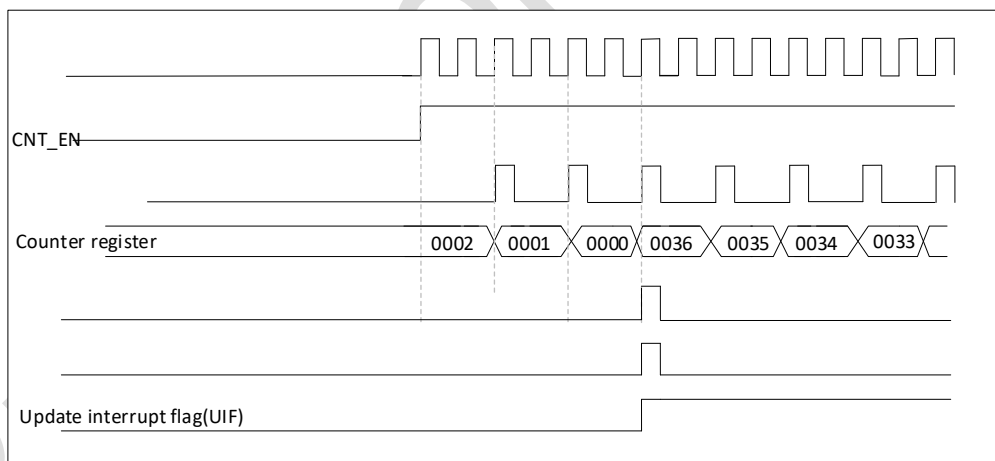 CNT_EN
Counter register 0002 0001 0000 0036 0035 0034 0033
Update interrupt flag(UIF)